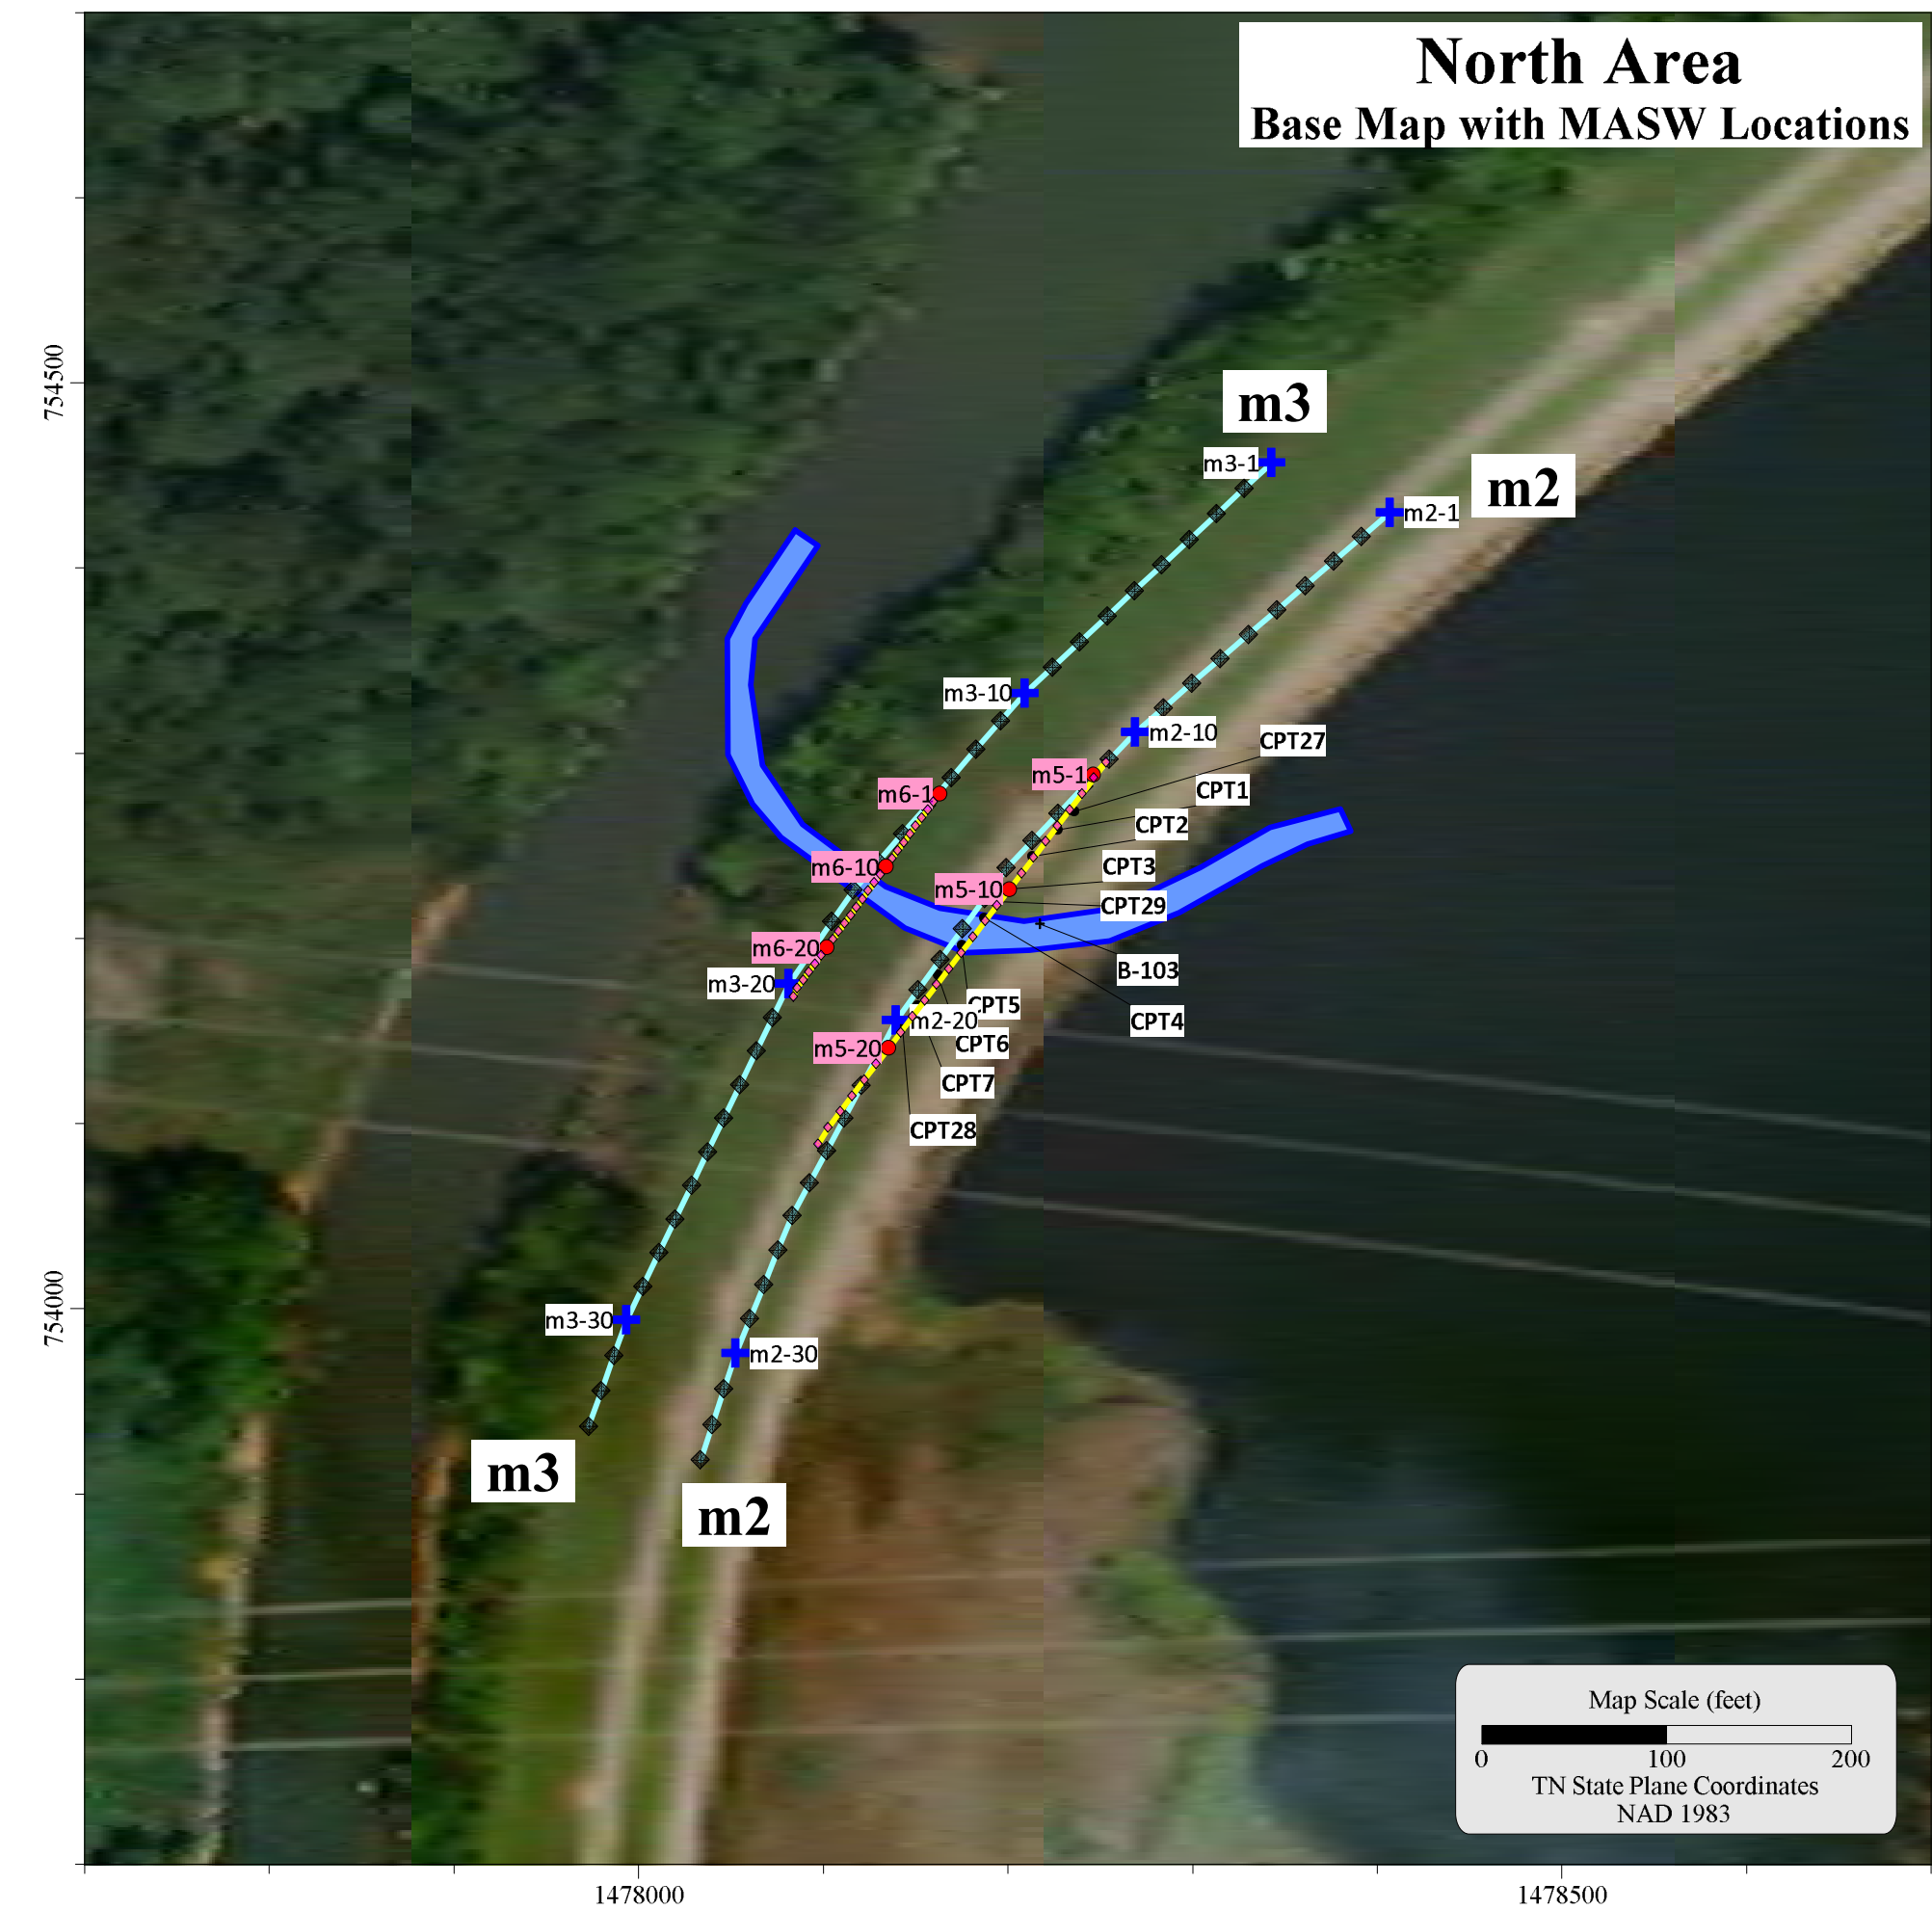 North Area
Base Map with MASW Locations
754500
m3
m3-1
m2
m2-1
m3-10
m2-10
CPT27
m5-1
CPT1
m6-1
CPT2
m6-10
CPT3
m5-10
CPT29
m6-20
B-103
m3-20
CPT5
m2-20
CPT4
m5-20
CPT6
CPT7
CPT28
754000
m3-30
m2-30
m3
m2
Map Scale (feet)
0 100 200
TN State Plane Coordinates
NAD 1983
1478000 1478500